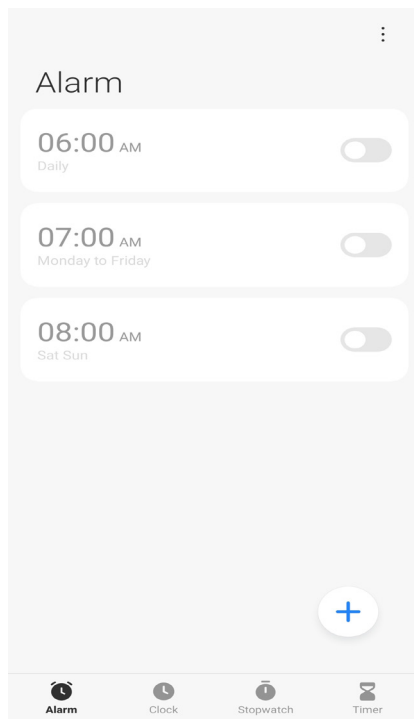 Alarm
06:00 AM
Daily
07:00 AM
Monday to Friday
08:00 AM
Sat Sun
Alarm Clock Stopwatch Timer